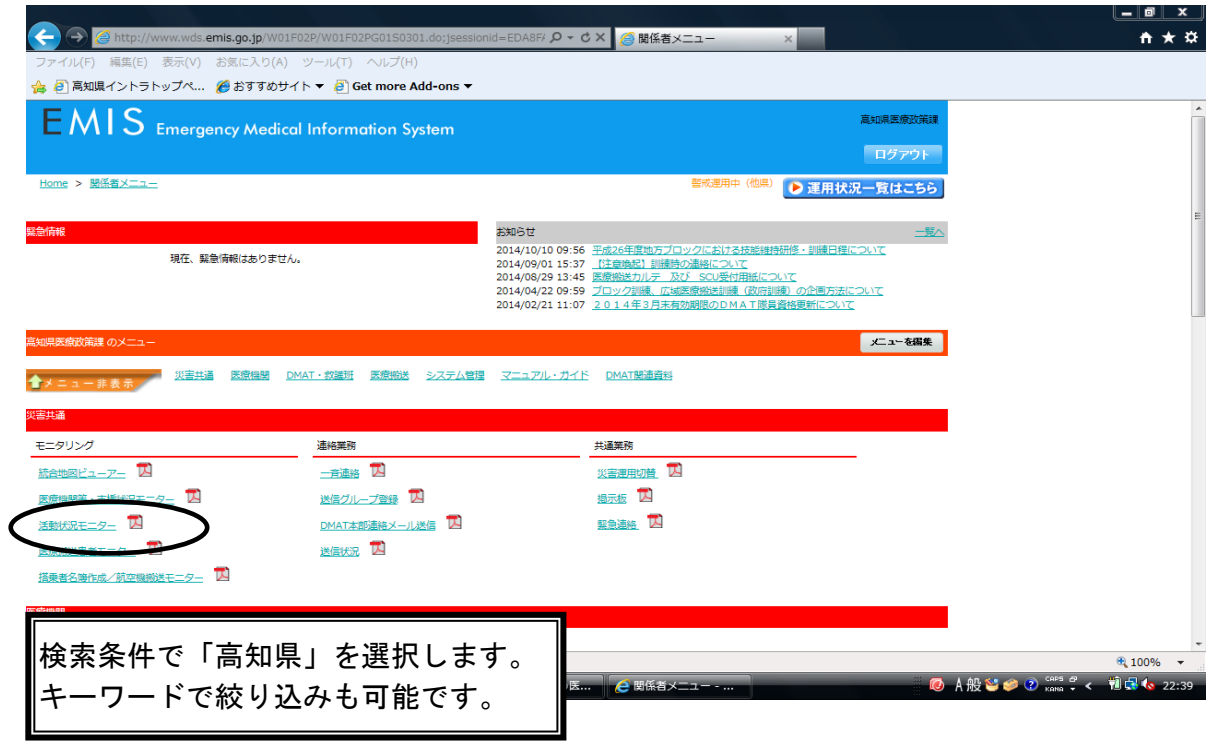 http://www.wds.emis.go.jp/W01F02P/W01F02PG01S0301.do;jsessionid=EDA8F
関係者メニュー
ファイル(F) 編集(E) 表示(V) お気に入り(A) ツール(T) ヘルプ(H)
高知県イントラトップペ... おすすめサイト ▼ Get more Add-ons ▼
EMIS Emergency Medical Information System
高知県医療政策課
ログアウト
Home > 関係者メニュー
警戒運用中（他県）
運用状況一覧はこちら
緊急情報
現在、緊急情報はありません。
お知らせ
一覧へ
2014/10/10 09:56 平成26年度地方ブロックにおける技能維持研修・訓練日程について
2014/09/01 15:37 【注意喚起】訓練時の連絡について
2014/08/29 13:45 医療搬送カルテ 及び SCU受付用紙について
2014/04/22 09:59 ブロック訓練、広域医療搬送訓練（政府訓練）の企画方法について
2014/02/21 11:07 ２０１４年３月末有効期限のＤＭＡＴ隊員資格更新について
高知県医療政策課 のメニュー
メニューを編集
メニュー非表示
災害共通 医療機関 DMAT・救護班 医療搬送 システム管理 マニュアル・ガイド DMAT関連資料
災害共通
モニタリング 連絡業務 共通業務
統合地図ビューアー 一斉連絡 災害運用切替
医療機関等・支援状況モニター 送信グループ登録 掲示板
活動状況モニター DMAT本部連絡メール送信 緊急連絡
医療搬送患者モニター 送信状況
搭乗者名簿作成／航空機搬送モニター
医療機関
検索条件で「高知県」を選択します。
キーワードで絞り込みも可能です。
100%
医...
関係者メニュー - ...
A 般
CAPS
KANA
22:39